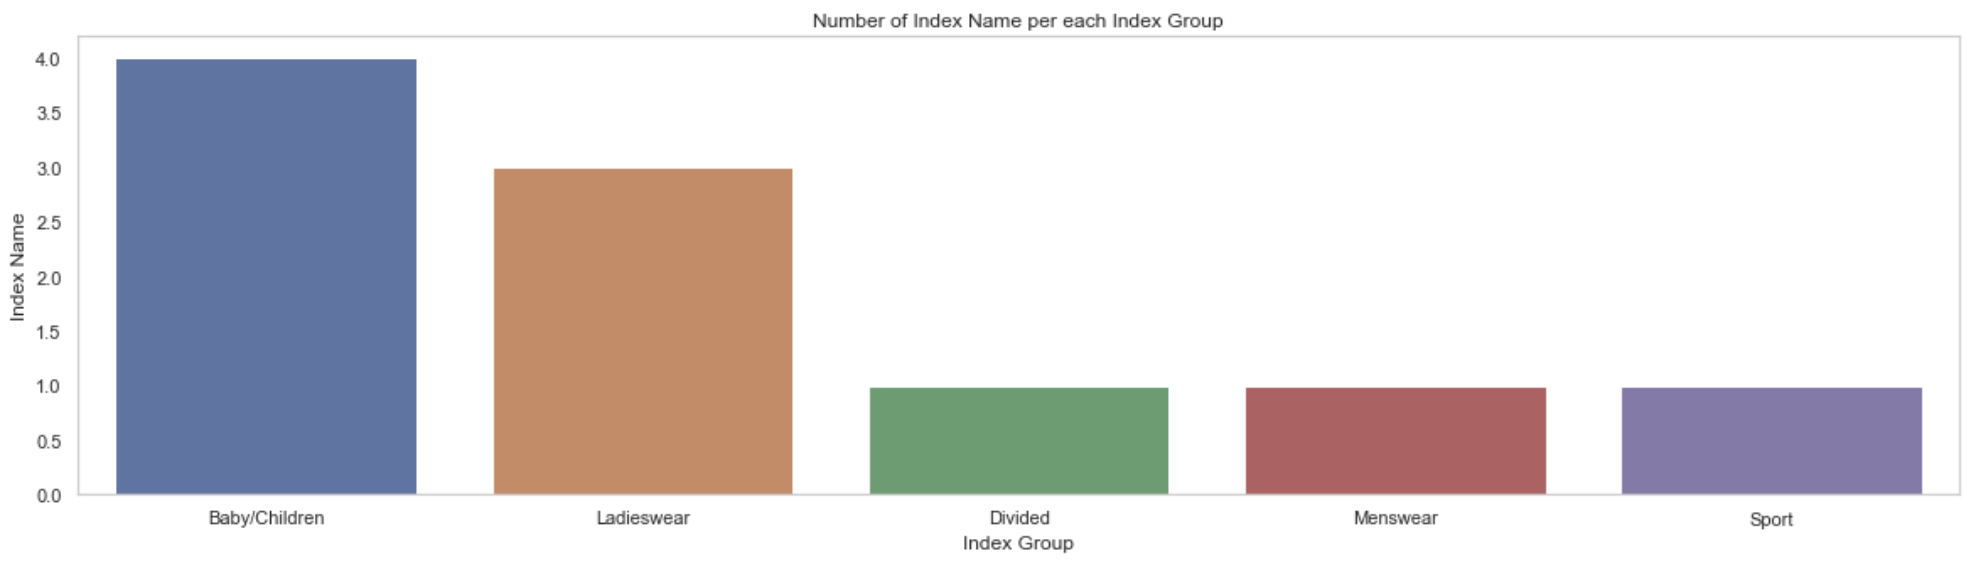 Number of Index Name per each Index Group
4.0
3.5
3.0
2.5
2.0
1.5
1.0
0.5
0.0
Index Name
Baby/Children Ladieswear Divided Menswear Sport
Index Group